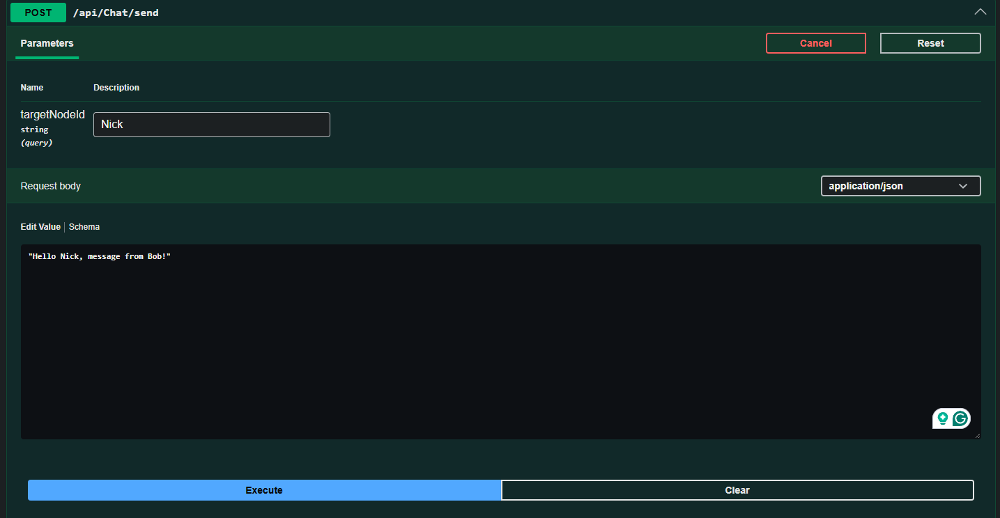 POST /api/Chat/send
Parameters Cancel Reset
Name Description
targetNodeId
string
(query)
Nick
Request body application/json
Edit Value | Schema
"Hello Nick, message from Bob!"
G
Execute Clear